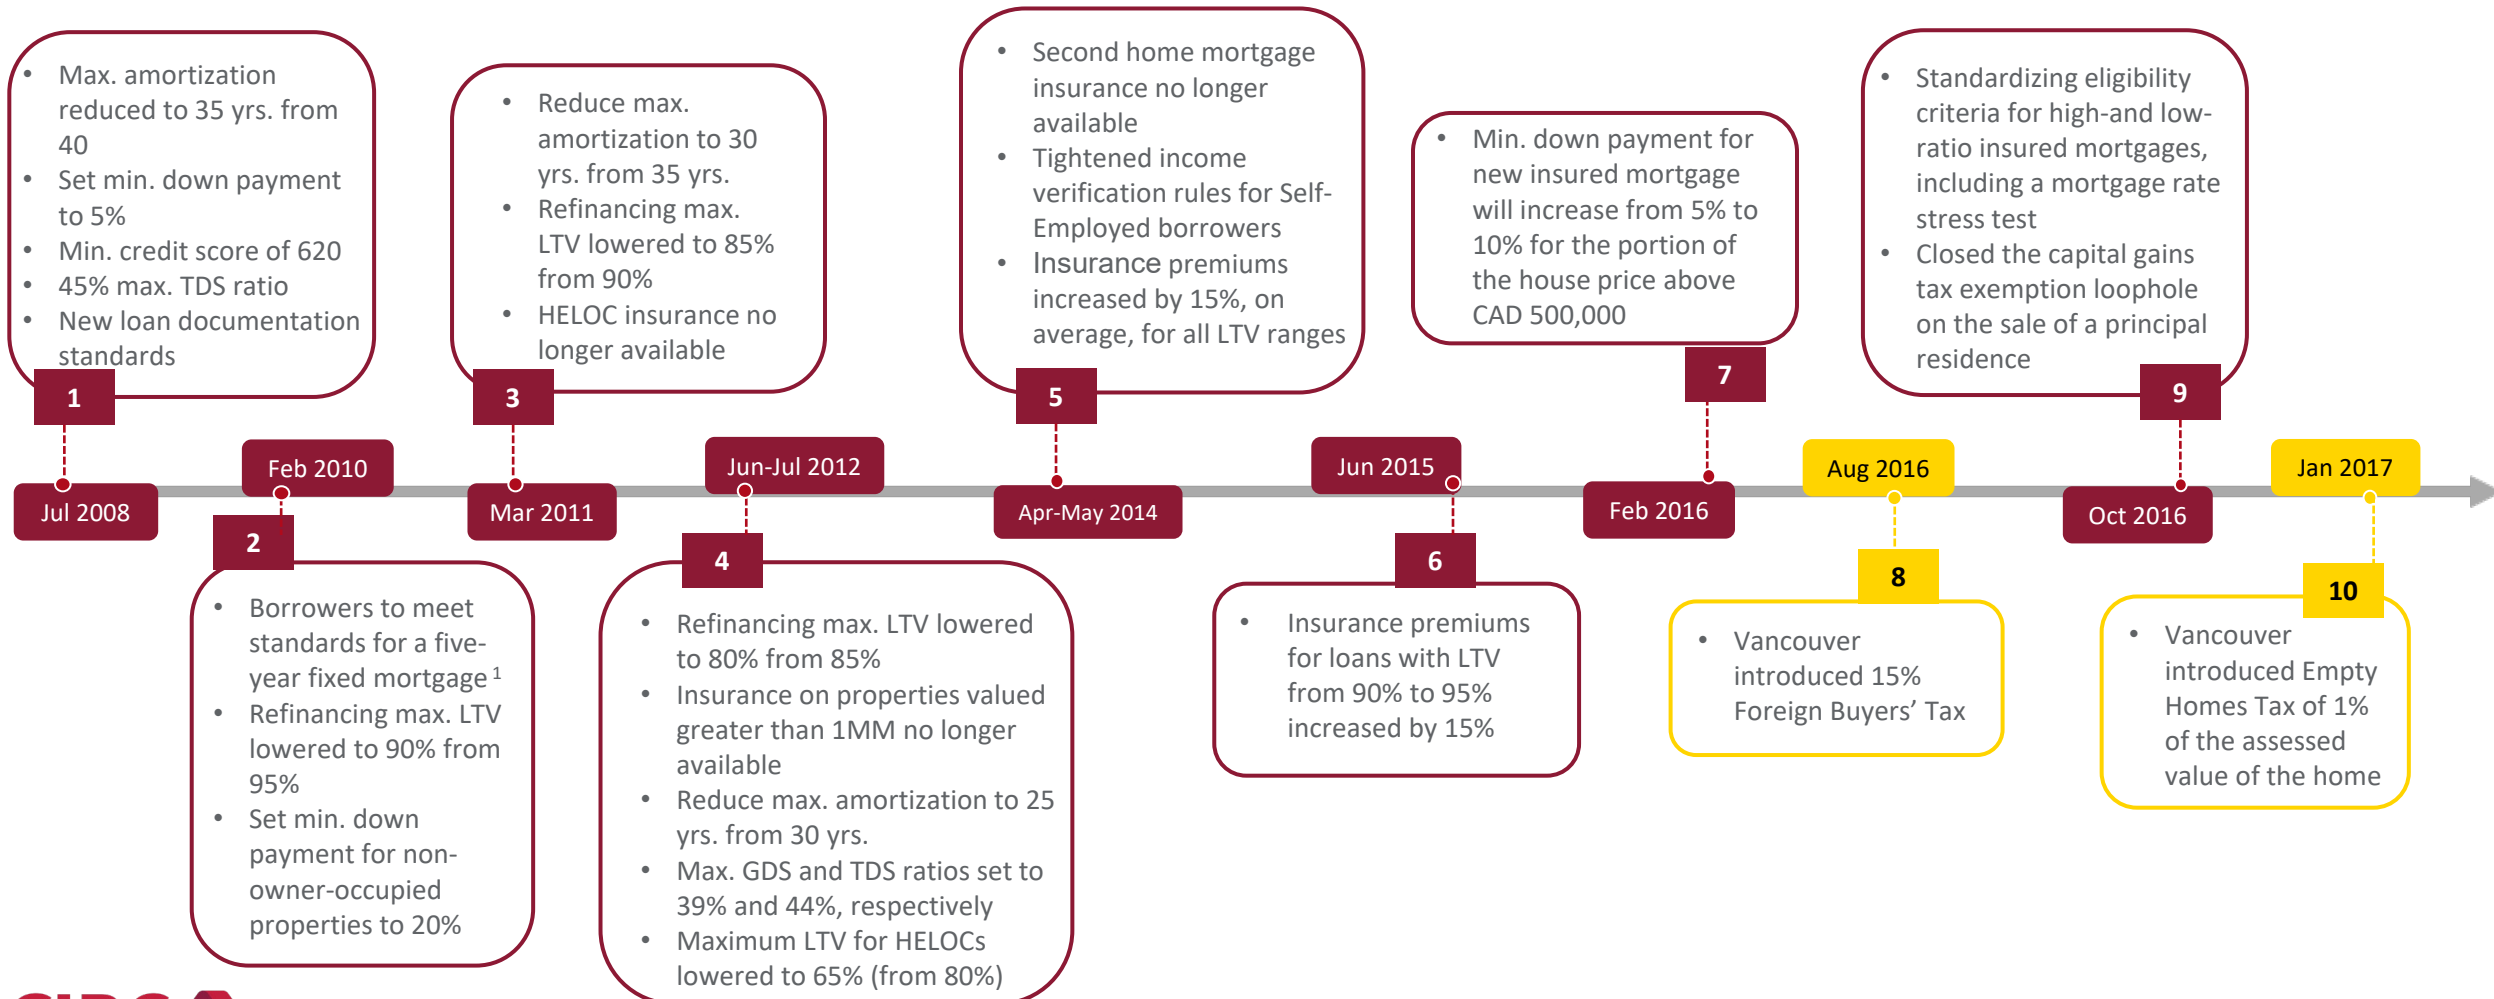 • Max. amortization
reduced to 35 yrs. from
40
• Set min. down payment
to 5%
• Min. credit score of 620
• 45% max. TDS ratio
• New loan documentation
standards
1
Jul 2008
Feb 2010
2
• Borrowers to meet
standards for a five-
year fixed mortgage 1
• Refinancing max. LTV
lowered to 90% from
95%
• Set min. down
payment for non-
owner-occupied
properties to 20%
• Reduce max.
amortization to 30
yrs. from 35 yrs.
• Refinancing max.
LTV lowered to 85%
from 90%
• HELOC insurance no
longer available
3
Mar 2011
Jun-Jul 2012
4
• Refinancing max. LTV lowered
to 80% from 85%
• Insurance on properties valued
greater than 1MM no longer
available
• Reduce max. amortization to 25
yrs. from 30 yrs.
• Max. GDS and TDS ratios set to
39% and 44%, respectively
• Maximum LTV for HELOCs
lowered to 65% (from 80%)
• Second home mortgage
insurance no longer
available
• Tightened income
verification rules for Self-
Employed borrowers
• Insurance premiums
increased by 15%, on
average, for all LTV ranges
5
Apr-May 2014
Jun 2015
6
• Insurance premiums
for loans with LTV
from 90% to 95%
increased by 15%
• Min. down payment for
new insured mortgage
will increase from 5% to
10% for the portion of
the house price above
CAD 500,000
7
Feb 2016
Aug 2016
8
• Vancouver
introduced 15%
Foreign Buyers’ Tax
• Standardizing eligibility
criteria for high-and low-
ratio insured mortgages,
including a mortgage rate
stress test
• Closed the capital gains
tax exemption loophole
on the sale of a principal
residence
9
Oct 2016
Jan 2017
10
• Vancouver
introduced Empty
Homes Tax of 1%
of the assessed
value of the home